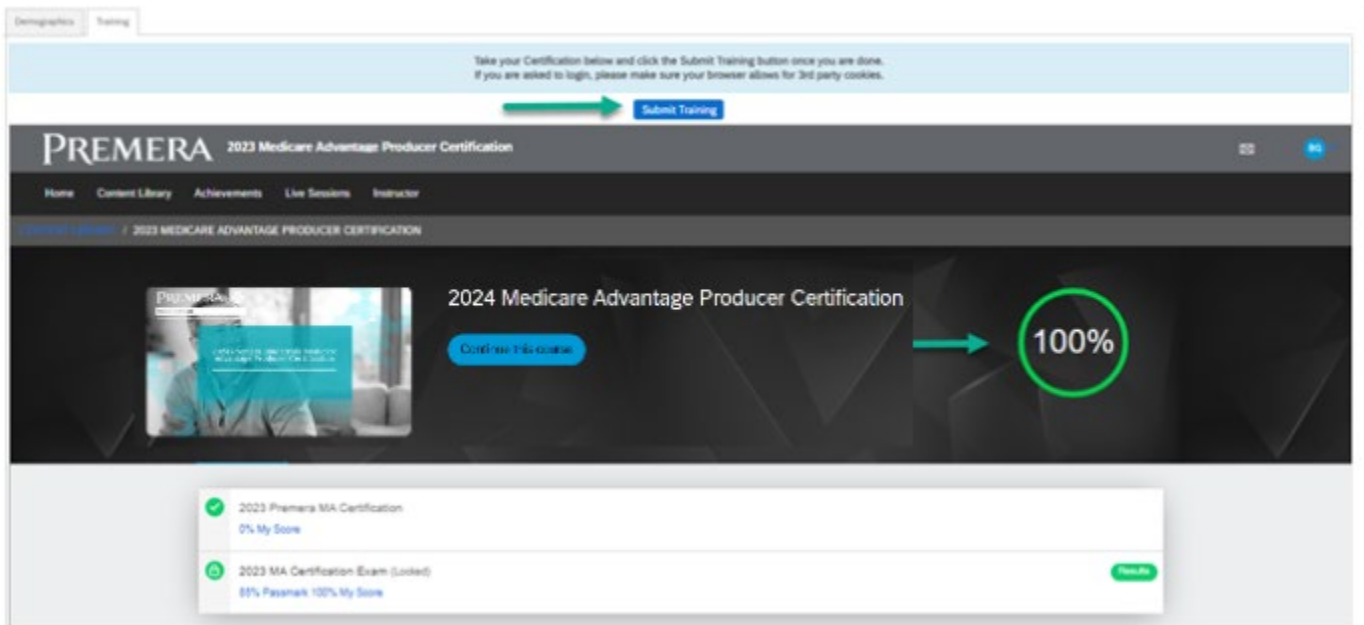 Demographics
Training
Take your Certification below and click the Submit Training button once you are done.
If you are asked to login, please make sure your browser allows for 3rd party cookies.
Submit Training
PREMERA 2023 Medicare Advantage Producer Certification
Home Content Library Achievements Live Sessions Instructor
CONTENT LIBRARY / 2023 MEDICARE ADVANTAGE PRODUCER CERTIFICATION
PREMERA
2024 Medicare Advantage Producer Certification
Continue this course
100%
2023 Premera MA Certification
0% My Score
2023 MA Certification Exam (Locked)
Results
85% Passmark 100% My Score